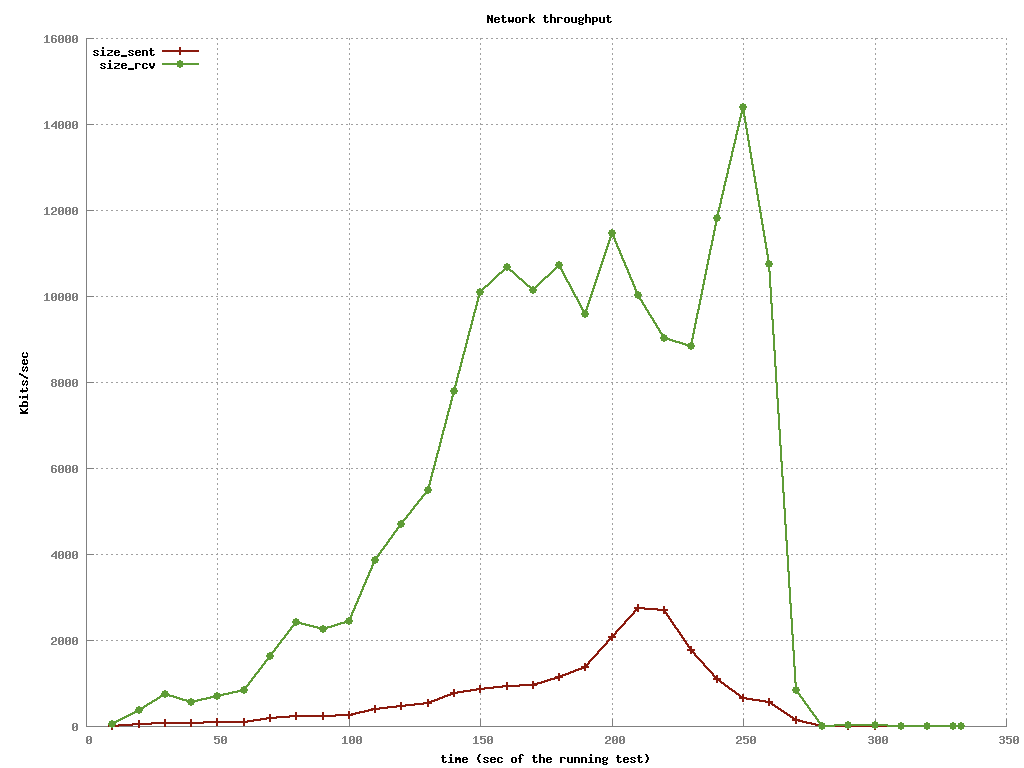 Network throughput
size_sent
size_rcv
16000
14000
12000
10000
8000
6000
4000
2000
0
Kbits/sec
0 50 100 150 200 250 300 350
time (sec of the running test)